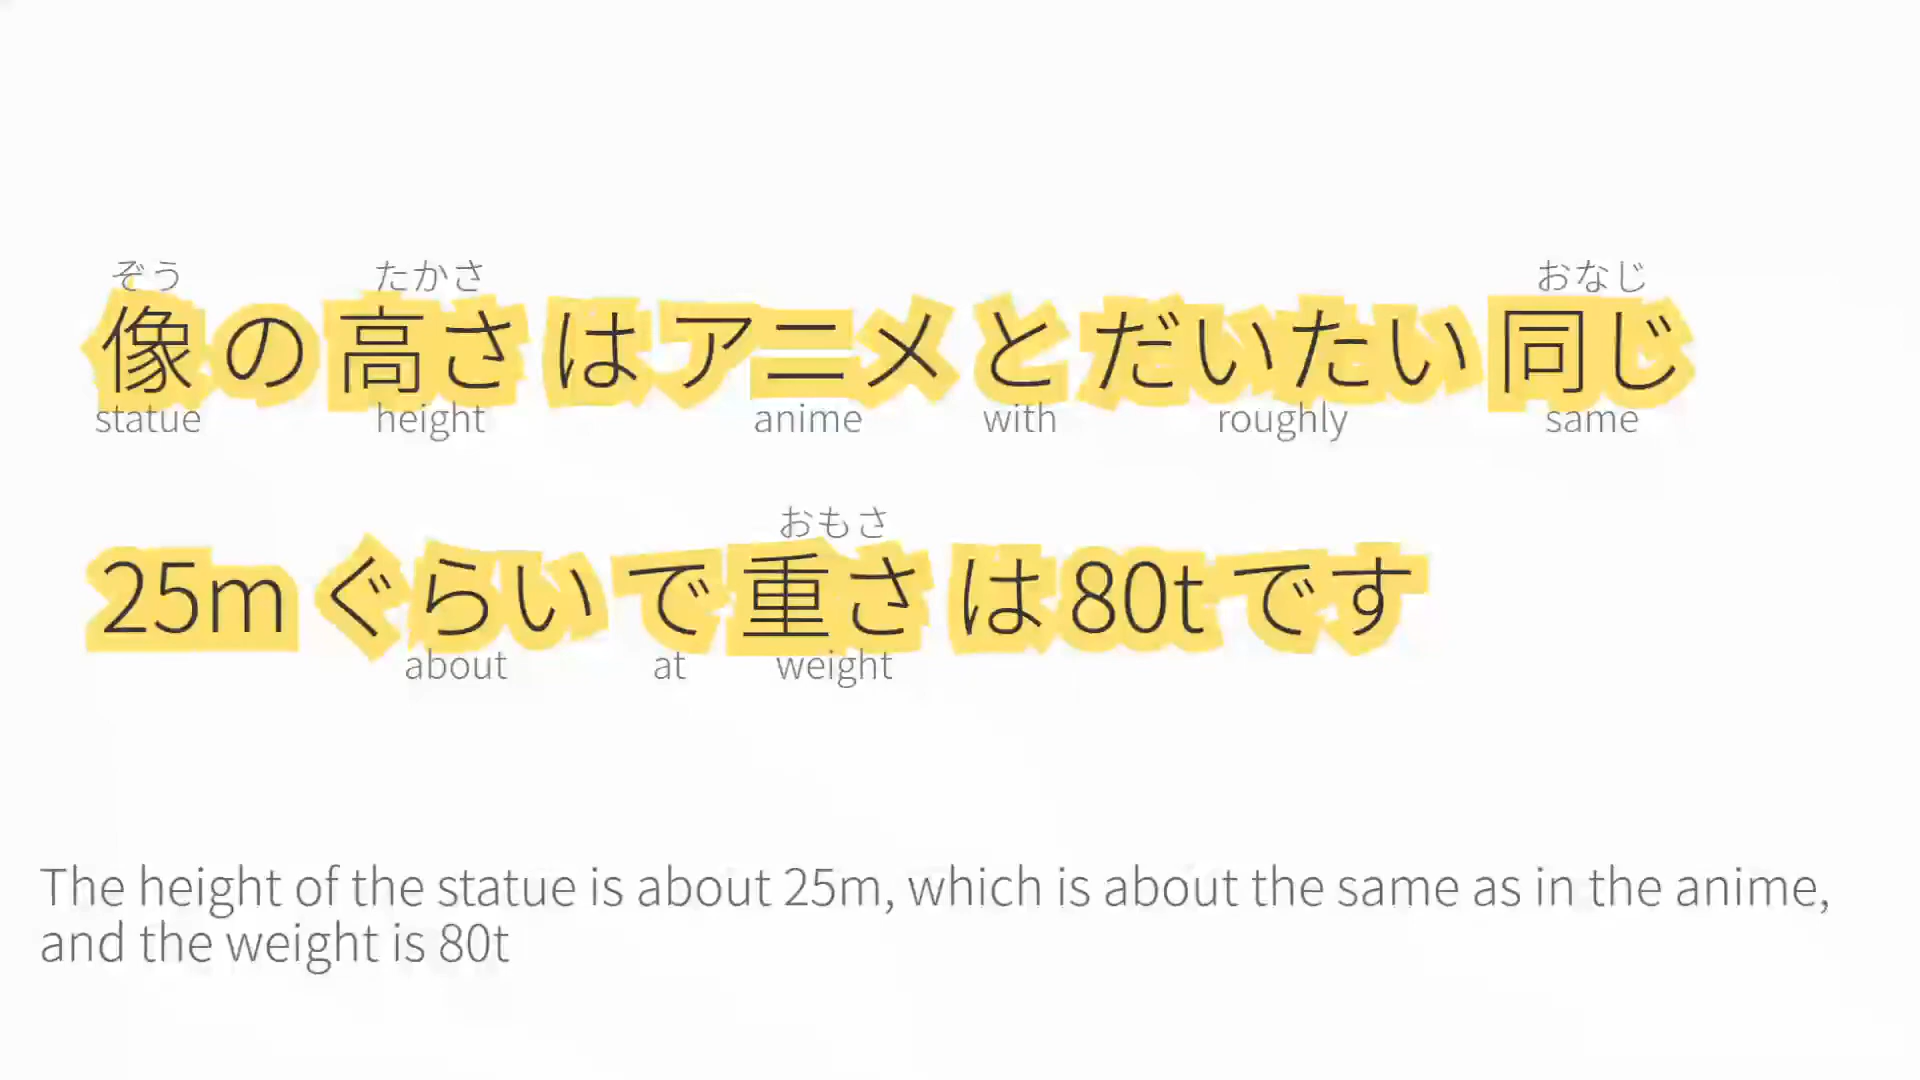 ぞう たかさ おなじ
像の高さはアニメとだいたい同じ
statue height anime with roughly same
おもさ
25mぐらいで重さは80tです
about at weight
The height of the statue is about 25m, which is about the same as in the anime,
and the weight is 80t